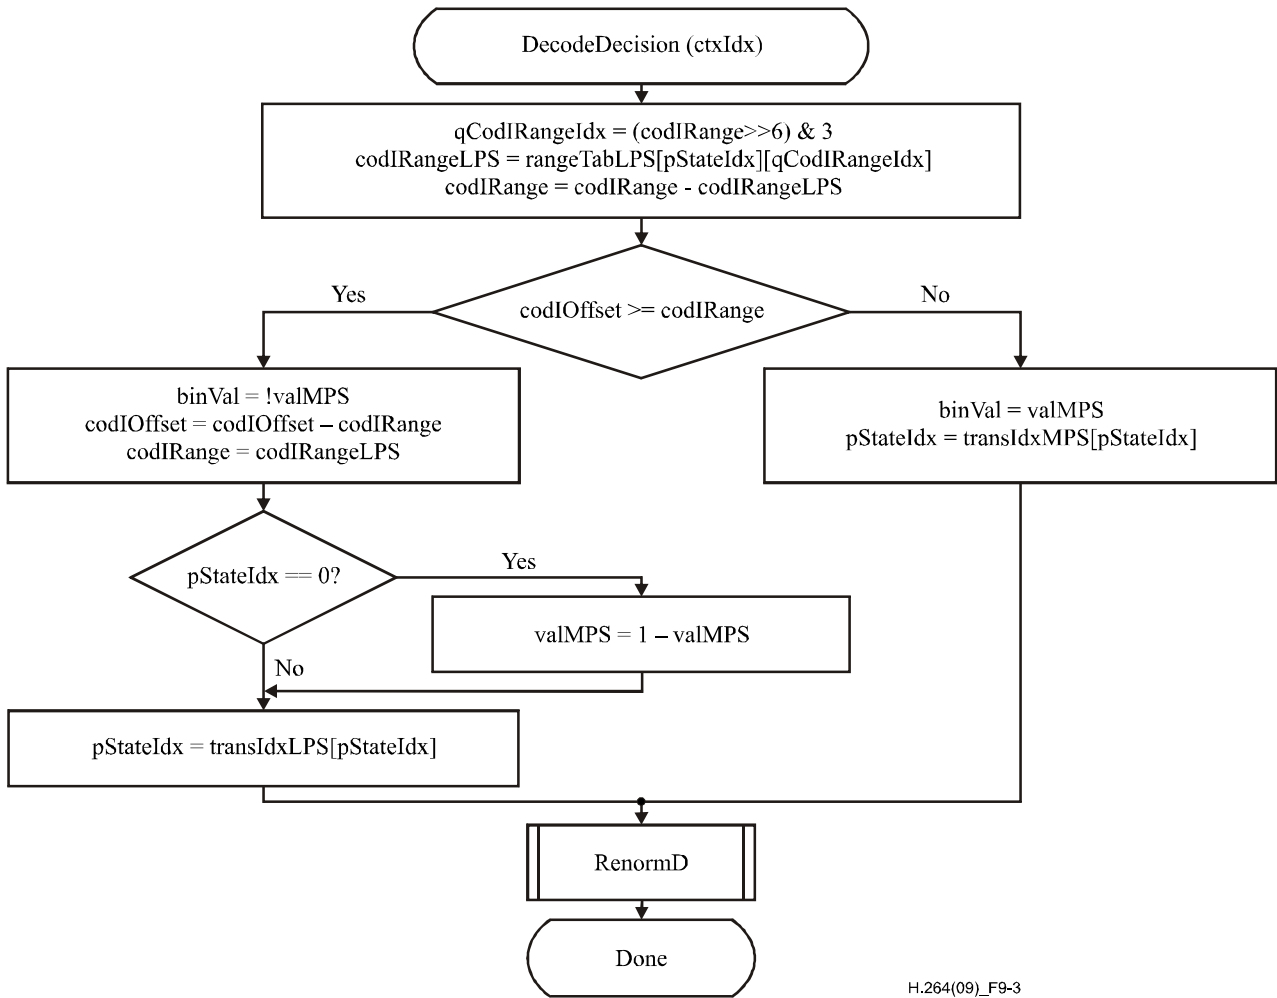 DecodeDecision (ctxIdx)
qCodIRangeIdx = (codIRange>>6) & 3
codIRangeLPS = rangeTabLPS[pStateIdx][qCodIRangeIdx]
codIRange = codIRange - codIRangeLPS
codIOffset >= codIRange
Yes
No
binVal = !valMPS
codIOffset = codIOffset – codIRange
codIRange = codIRangeLPS
binVal = valMPS
pStateIdx = transIdxMPS[pStateIdx]
pStateIdx == 0?
Yes
valMPS = 1 – valMPS
No
pStateIdx = transIdxLPS[pStateIdx]
RenormD
Done
H.264(09)_F9-3